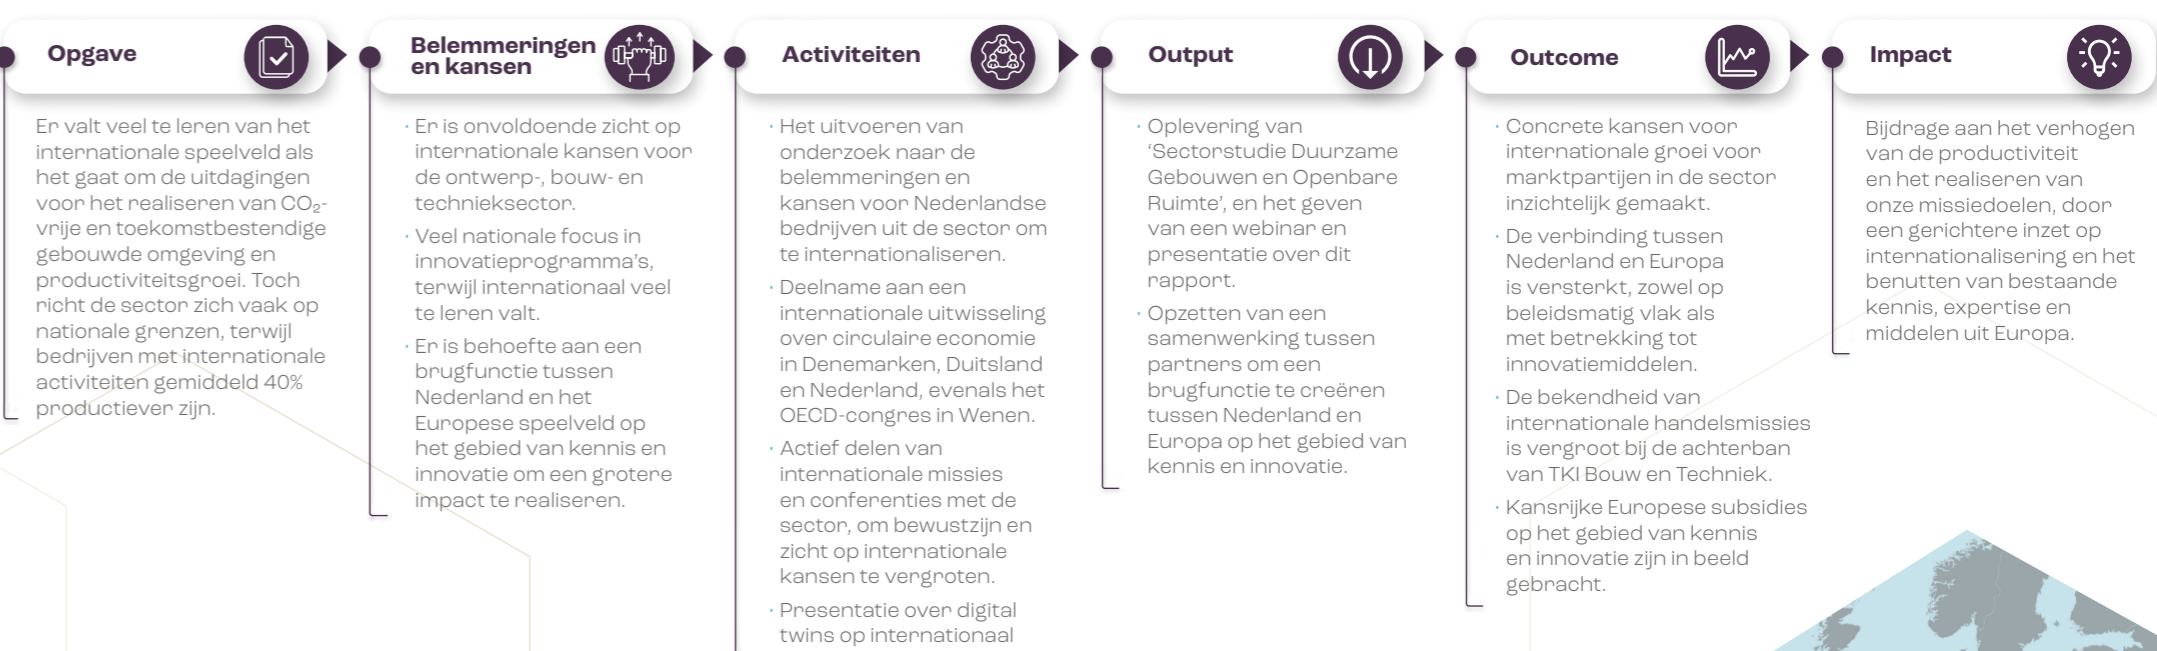 Opgave
Er valt veel te leren van het
internationale speelveld als
het gaat om de uitdagingen
voor het realiseren van CO₂-
vrije en toekomstbestendige
gebouwde omgeving en
productiviteitsgroei. Toch
richt de sector zich vaak op
nationale grenzen, terwijl
bedrijven met internationale
activiteiten gemiddeld 40%
productiever zijn.
Belemmeringen
en kansen
· Er is onvoldoende zicht op
internationale kansen voor
de ontwerp-, bouw- en
technieksector.
· Veel nationale focus in
innovatieprogramma’s,
terwijl internationaal veel
te leren valt.
· Er is behoefte aan een
brugfunctie tussen
Nederland en het
Europese speelveld op
het gebied van kennis en
innovatie om een grotere
impact te realiseren.
Activiteiten
· Het uitvoeren van
onderzoek naar de
belemmeringen en
kansen voor Nederlandse
bedrijven uit de sector om
te internationaliseren.
· Deelname aan een
internationale uitwisseling
over circulaire economie
in Denemarken, Duitsland
en Nederland, evenals het
OECD-congres in Wenen.
· Actief delen van
internationale missies
en conferenties met de
sector, om bewustzijn en
zicht op internationale
kansen te vergroten.
· Presentatie over digital
twins op internationaal
Output
· Oplevering van
‘Sectorstudie Duurzame
Gebouwen en Openbare
Ruimte’, en het geven
van een webinar en
presentatie over dit
rapport.
· Opzetten van een
samenwerking tussen
partners om een
brugfunctie te creëren
tussen Nederland en
Europa op het gebied van
kennis en innovatie.
Outcome
· Concrete kansen voor
internationale groei voor
marktpartijen in de sector
inzichtelijk gemaakt.
· De verbinding tussen
Nederland en Europa
is versterkt, zowel op
beleidsmatig vlak als
met betrekking tot
innovatiemiddelen.
· De bekendheid van
internationale handelsmissies
is vergroot bij de achterban
van TKI Bouw en Techniek.
· Kansrijke Europese subsidies
op het gebied van kennis
en innovatie zijn in beeld
gebracht.
Impact
Bijdrage aan het verhogen
van de productiviteit
en het realiseren van
onze missiedoelen, door
een gerichtere inzet op
internationalisering en het
benutten van bestaande
kennis, expertise en
middelen uit Europa.